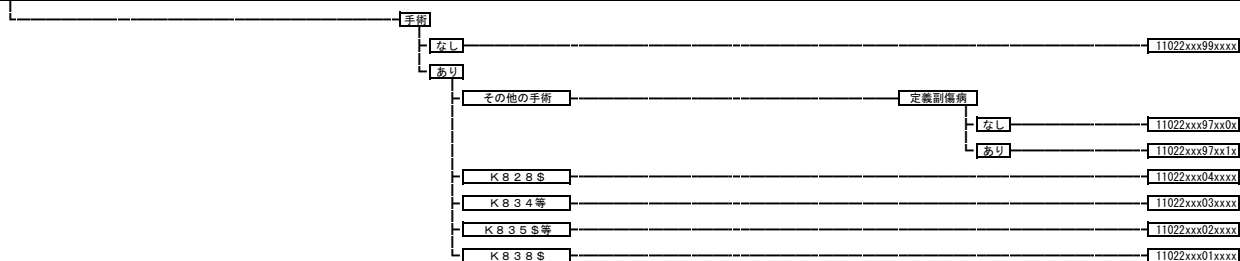 手術
なし 11022xxx99xxxx
あり
その他の手術 定義副傷病
なし 11022xxx97xx0x
あり 11022xxx97xx1x
K828$ 11022xxx04xxxx
K834等 11022xxx03xxxx
K835$等 11022xxx02xxxx
K838$ 11022xxx01xxxx